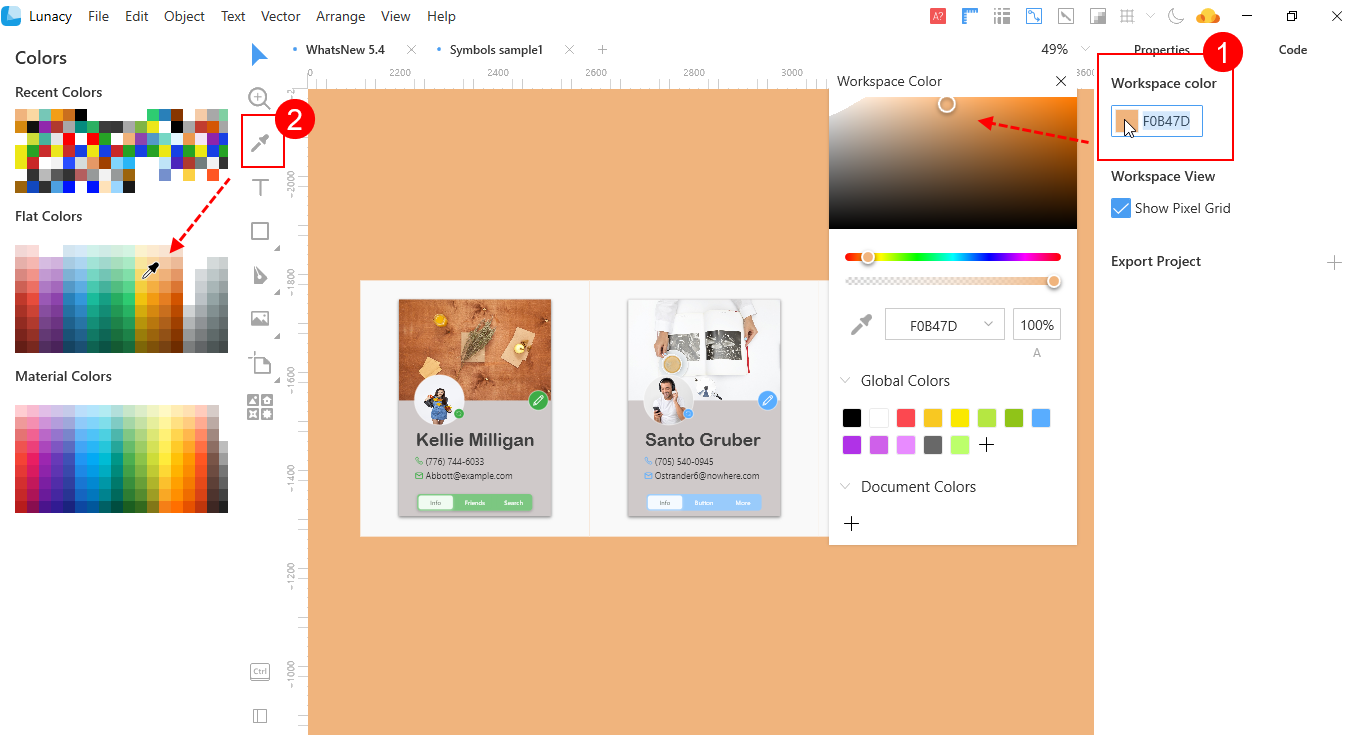 Lunacy File Edit Object Text Vector Arrange View Help
A?
WhatsNew 5.4
Symbols sample1
49%
Properties
Code
1
Colors
Recent Colors
Flat Colors
Material Colors
2
T
Ctrl
0 2200 2400 2600 2800 3000 3600
-2
-2000
-1800
-1600
-1400
-1200
-1000
Kellie Milligan
(776) 744-6033
Abbott@example.com
Info Friends Search
Santo Gruber
(705) 540-0945
Ostrander6@nowhere.com
Info Button More
Workspace Color
F0B47D
100%
A
Global Colors
Document Colors
Workspace color
F0B47D
Workspace View
Show Pixel Grid
Export Project